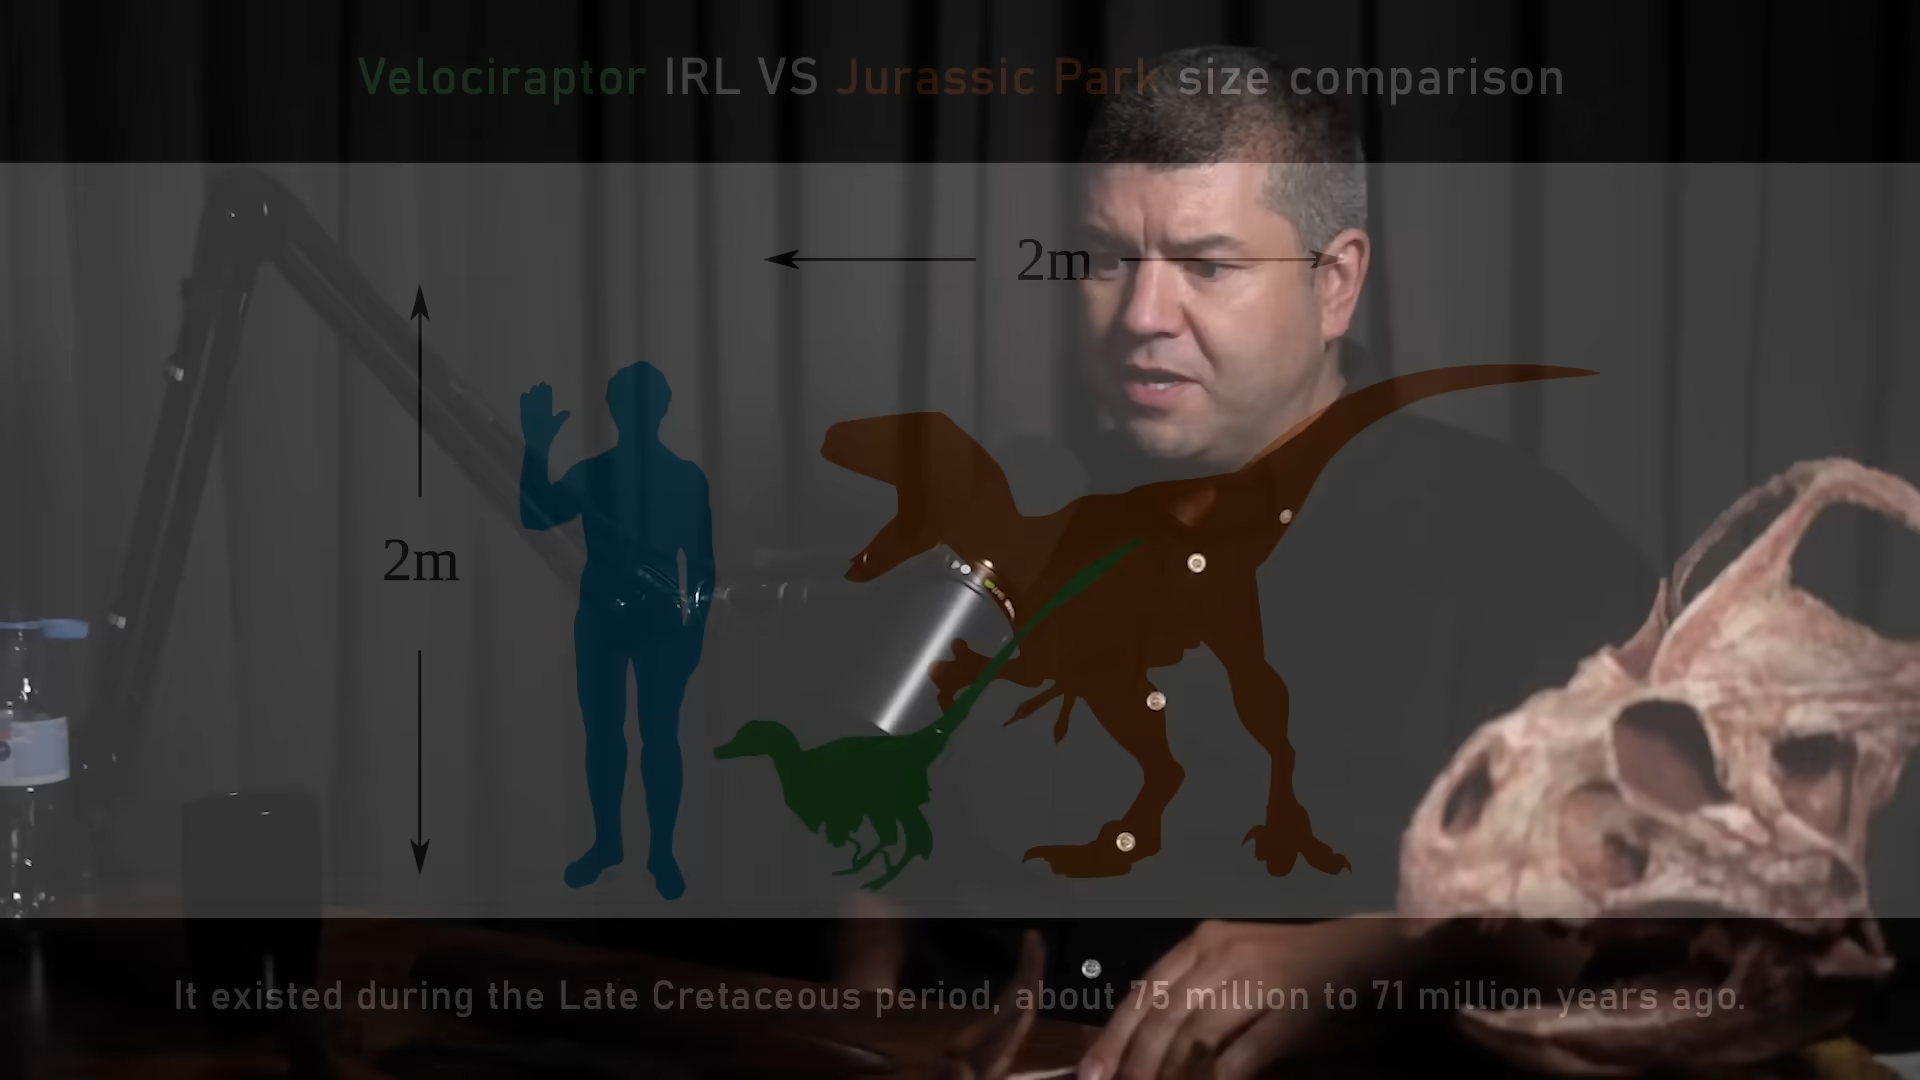 Velociraptor IRL VS Jurassic Park size comparison
2m
2m
It existed during the Late Cretaceous period, about 75 million to 71 million years ago.